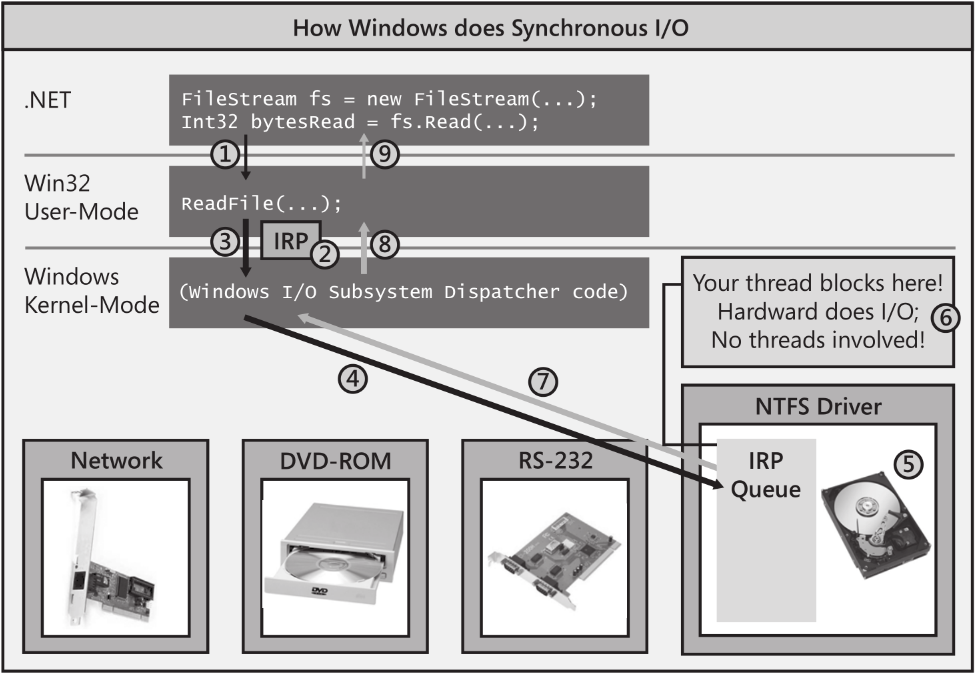 How Windows does Synchronous I/O
.NET
FileStream fs = new FileStream(...);
Int32 bytesRead = fs.Read(...);
1
9
Win32
User-Mode
ReadFile(...);
3
IRP
2
8
Windows
Kernel-Mode
(Windows I/O Subsystem Dispatcher code)
Your thread blocks here!
Hardward does I/O;
No threads involved!
6
4
7
NTFS Driver
Network
DVD-ROM
RS-232
IRP
Queue
5
DVD